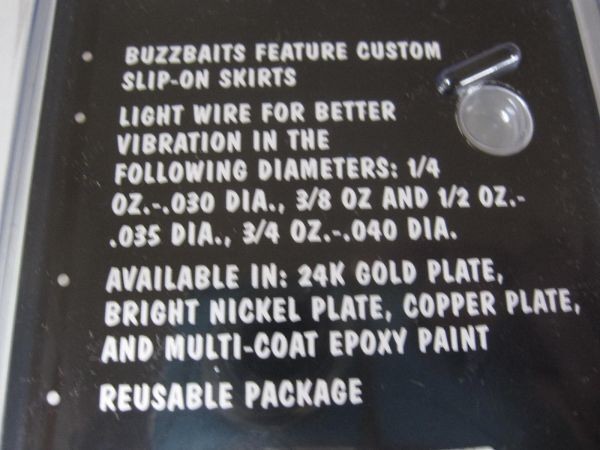 • BUZZBAITS FEATURE CUSTOM
SLIP-ON SKIRTS
• LIGHT WIRE FOR BETTER
VIBRATION IN THE
FOLLOWING DIAMETERS: 1/4
OZ.-.030 DIA., 3/8 OZ AND 1/2 OZ.-
.035 DIA., 3/4 OZ.-.040 DIA.
• AVAILABLE IN: 24K GOLD PLATE,
BRIGHT NICKEL PLATE, COPPER PLATE,
AND MULTI-COAT EPOXY PAINT
• REUSABLE PACKAGE